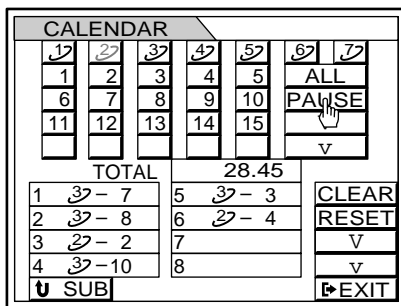 CALENDAR
1 2 3 4 5 6 7
1 2 3 4 5 ALL
6 7 8 9 10 PAUSE
11 12 13 14 15
V
TOTAL 28.45
1 3 – 7 5 3 – 3 CLEAR
2 3 – 8 6 2 – 4 RESET
3 2 – 2 7 V
4 3 –10 8 V
SUB EXIT